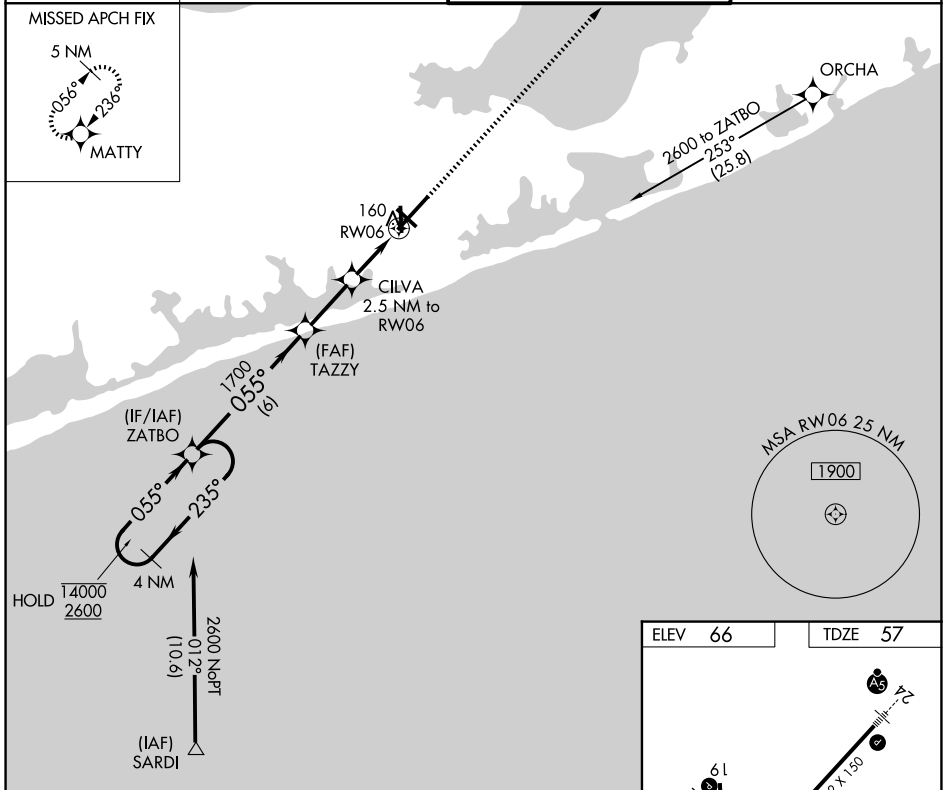 MISSED APCH FIX
5 NM
056°
236°
MATTY
ORCHA
2600 to ZATBO
253°
(25.8)
160
RW06
CILVA
2.5 NM to
RW06
(FAF)
TAZZY
1700
055°
(6)
(IF/IAF)
ZATBO
055°
235°
MSA RW06 25 NM
1900
HOLD
14000
2600
4 NM
2600 NoPT
012°
(10.6)
(IAF)
SARDI
ELEV 66
TDZE 57
A5
24
P
X 150
19
P